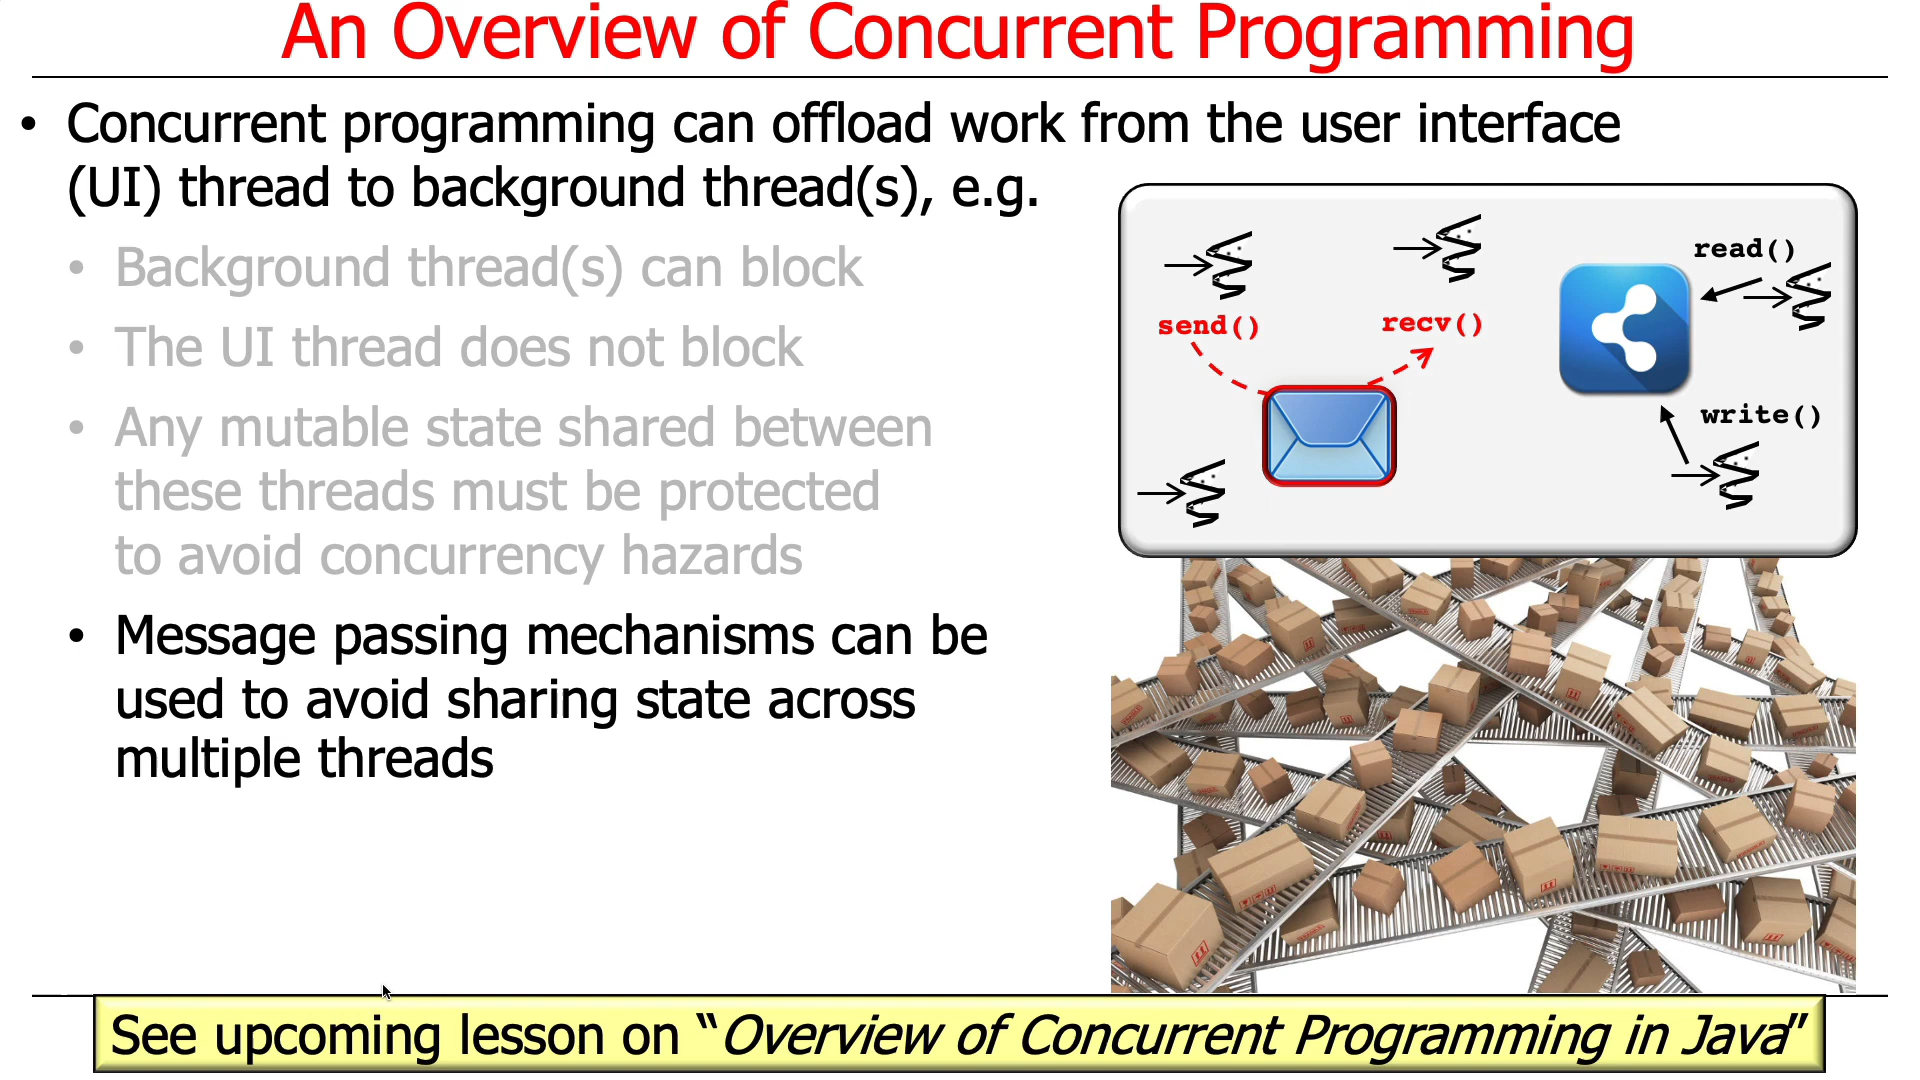 An Overview of Concurrent Programming
• Concurrent programming can offload work from the user interface
(UI) thread to background thread(s), e.g.
• Background thread(s) can block
• The UI thread does not block
• Any mutable state shared between
these threads must be protected
to avoid concurrency hazards
• Message passing mechanisms can be
used to avoid sharing state across
multiple threads
read()
send()
recv()
write()
See upcoming lesson on “Overview of Concurrent Programming in Java”